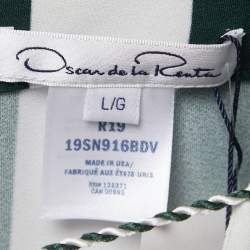 Oscar de la Renta
L/G
R19
19SN916BDV
MADE IN USA/
FABRIQUÉ AUX ÉTATS UNIS